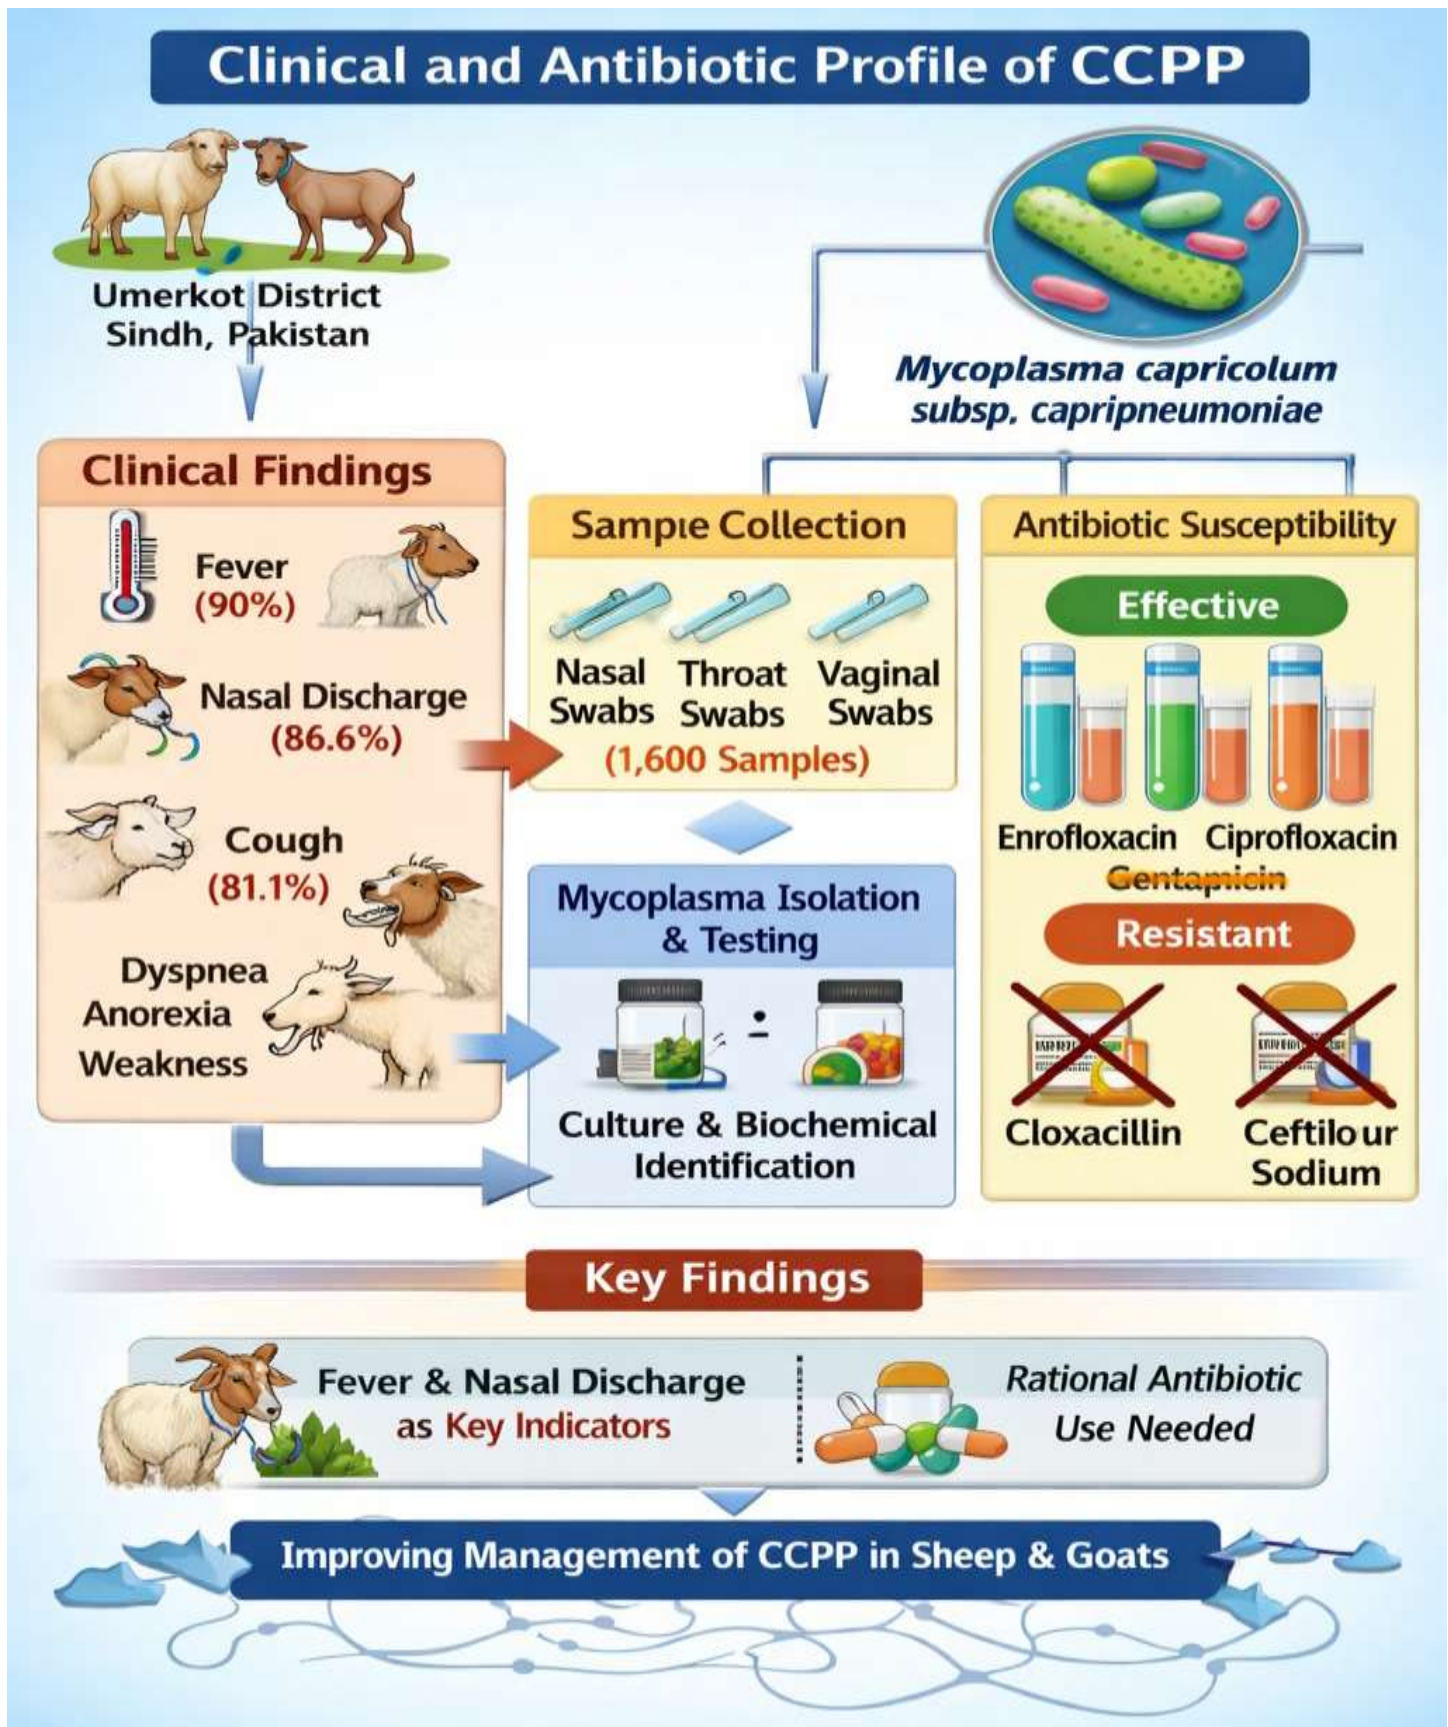 Clinical and Antibiotic Profile of CCPP
Umerkot District
Sindh, Pakistan
Mycoplasma capricolum
subsp. capripneumoniae
Clinical Findings
Fever
(90%)
Nasal Discharge
(86.6%)
Cough
(81.1%)
Dyspnea
Anorexia
Weakness
Sample Collection
Nasal Swabs
Throat Swabs
Vaginal Swabs
(1,600 Samples)
Mycoplasma Isolation
& Testing
Culture & Biochemical
Identification
Antibiotic Susceptibility
Effective
Enrofloxacin Ciprofloxacin
Gentamicin
Resistant
Cloxacillin
Ceftilo ur
Sodium
Key Findings
Fever & Nasal Discharge
as Key Indicators
Rational Antibiotic
Use Needed
Improving Management of CCPP in Sheep & Goats